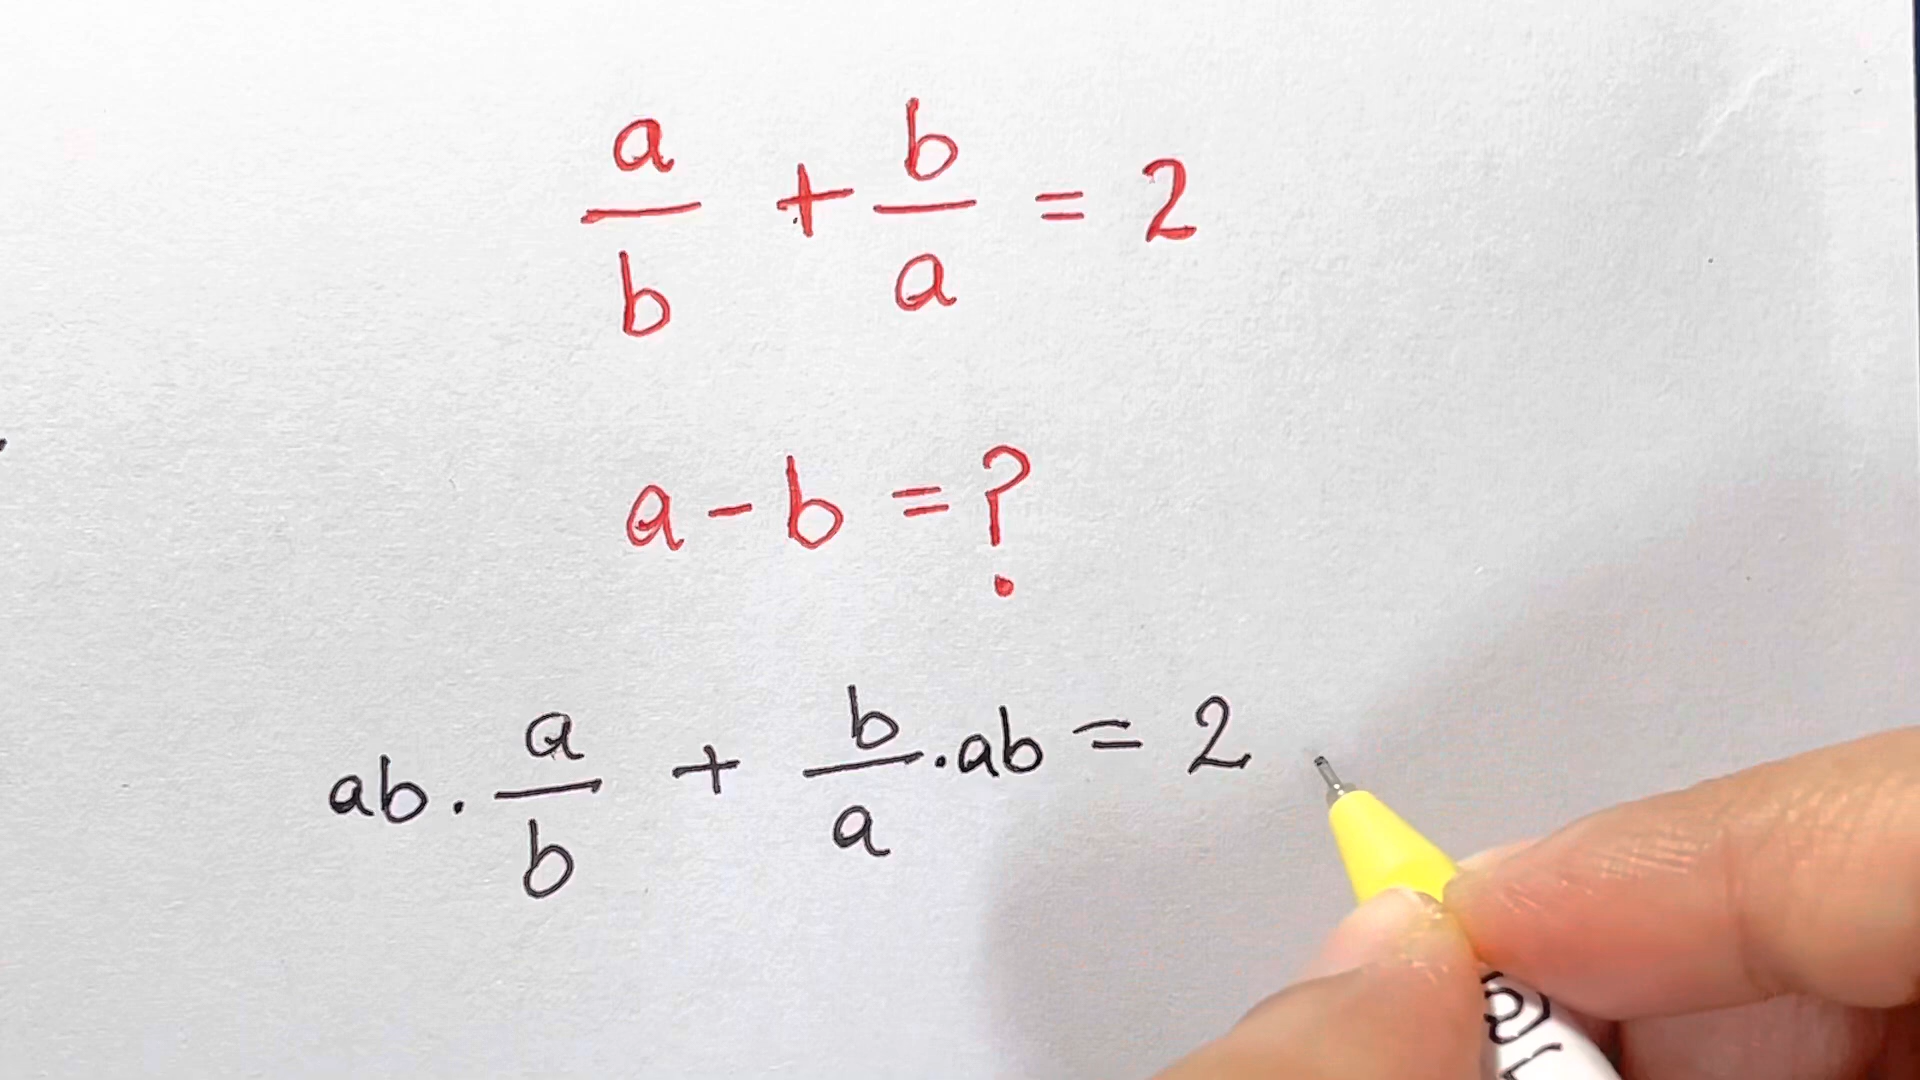 a/b + b/a = 2
a - b = ?
ab · a/b + b/a · ab = 2